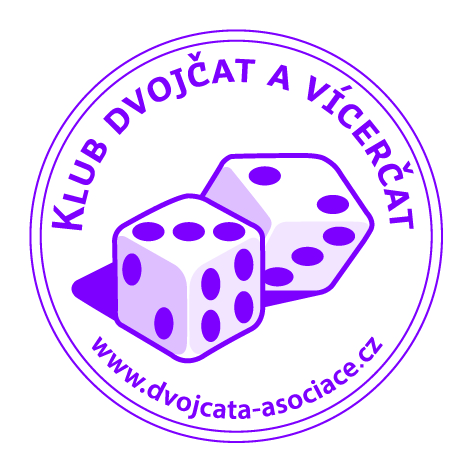 KLUB DVOJČAT A VÍCERČAT
www.dvojcata-asociace.cz